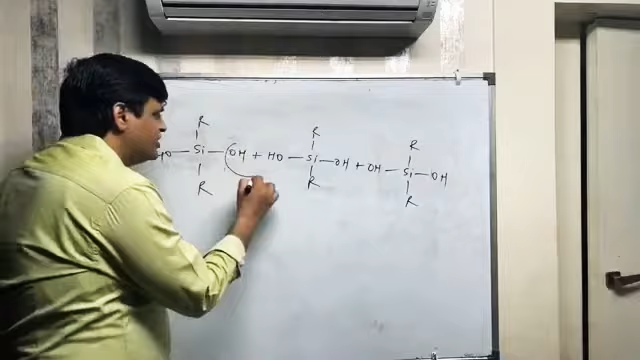 R R R
HO — Si — OH + HO — Si — OH + OH — Si — OH
R R R